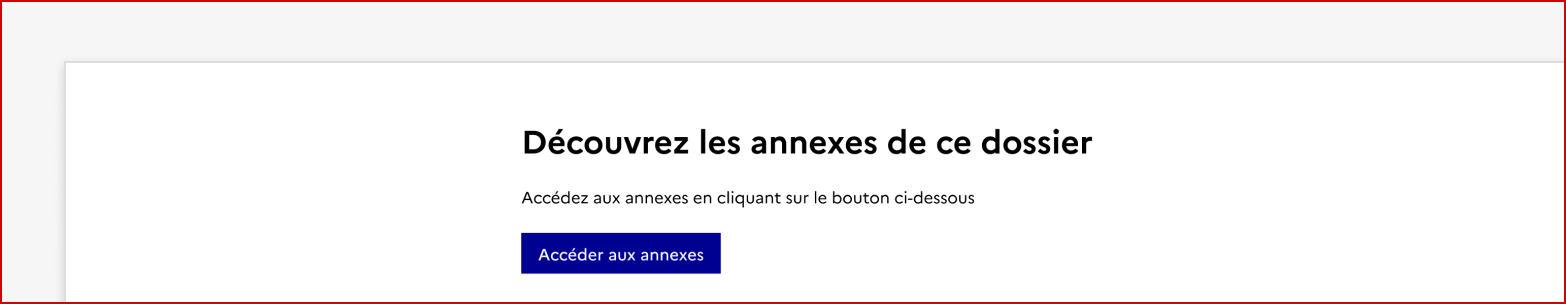 Découvrez les annexes de ce dossier
Accédez aux annexes en cliquant sur le bouton ci-dessous
Accéder aux annexes